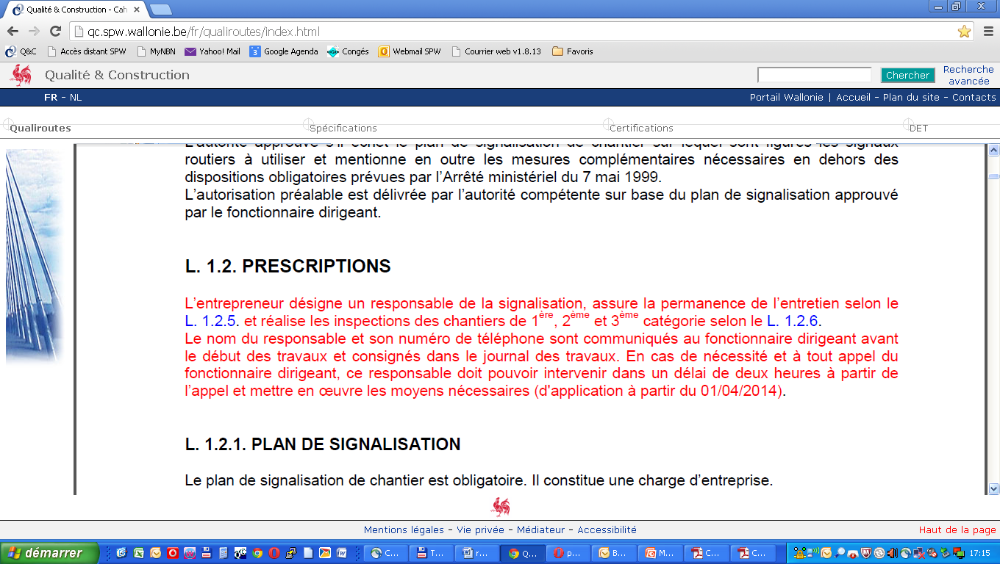 Qualité & Construction - Cah
qc.spw.wallonie.be/fr/qualiroutes/index.html
Q&C Accès distant SPW MyNBN Yahoo! Mail 3 Google Agenda Congés Webmail SPW Courrier web v1.8.13 Favoris
Qualité & Construction Chercher Recherche
avancée
FR - NL Portail Wallonie | Accueil - Plan du site - Contacts
Qualiroutes Spécifications Certifications DET
L'autorité approuve s'il échet le plan de signalisation de chantier sur lequel sont figurés les signaux
routiers à utiliser et mentionne en outre les mesures complémentaires nécessaires en dehors des
dispositions obligatoires prévues par l'Arrêté ministériel du 7 mai 1999.
L'autorisation préalable est délivrée par l'autorité compétente sur base du plan de signalisation approuvé
par le fonctionnaire dirigeant.
L. 1.2. PRESCRIPTIONS
L'entrepreneur désigne un responsable de la signalisation, assure la permanence de l'entretien selon le
L. 1.2.5. et réalise les inspections des chantiers de 1ère, 2ème et 3ème catégorie selon le L. 1.2.6.
Le nom du responsable et son numéro de téléphone sont communiqués au fonctionnaire dirigeant avant
le début des travaux et consignés dans le journal des travaux. En cas de nécessité et à tout appel du
fonctionnaire dirigeant, ce responsable doit pouvoir intervenir dans un délai de deux heures à partir de
l'appel et mettre en œuvre les moyens nécessaires (d'application à partir du 01/04/2014).
L. 1.2.1. PLAN DE SIGNALISATION
Le plan de signalisation de chantier est obligatoire. Il constitue une charge d'entreprise.
Mentions légales - Vie privée - Médiateur - Accessibilité
Haut de la page
démarrer C... T... r... Q... p... B... M... C... C... 17:15